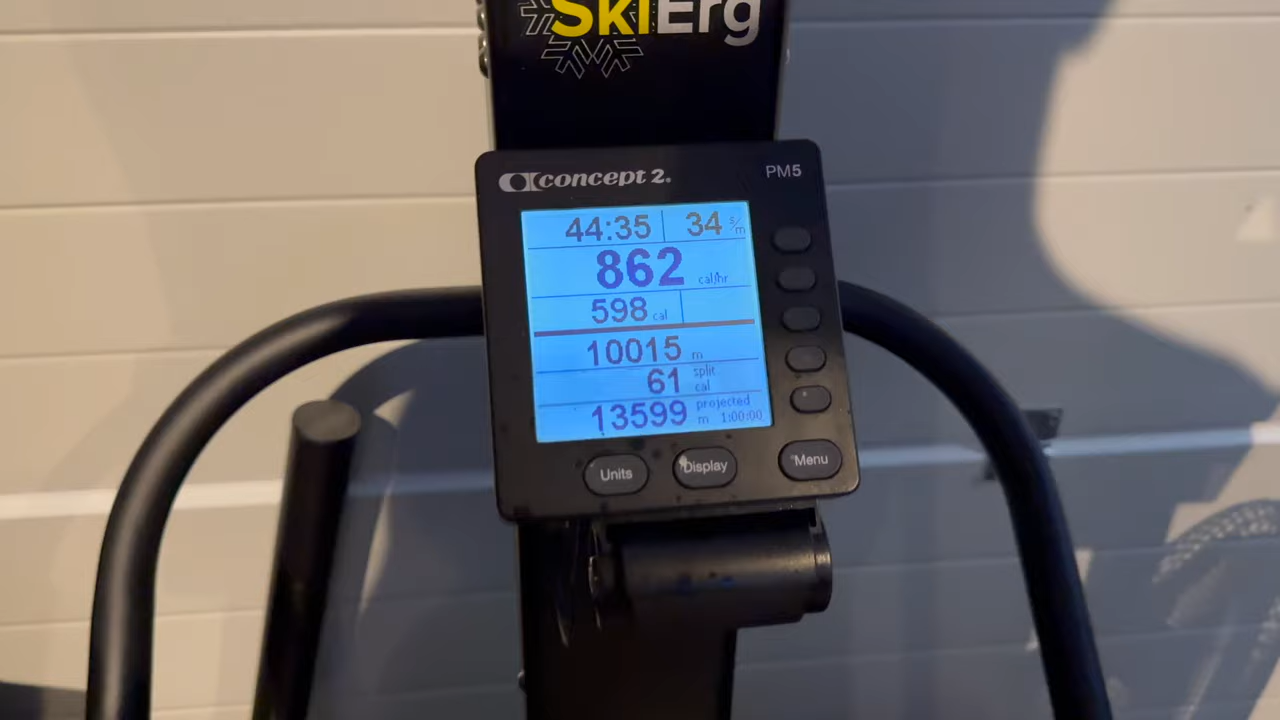 SkiErg
concept 2.
PM5
44:35 34 s/m
862 cal/hr
598 cal
10015 m
61 split cal
13599 projected m 1:00:00
Units Display Menu